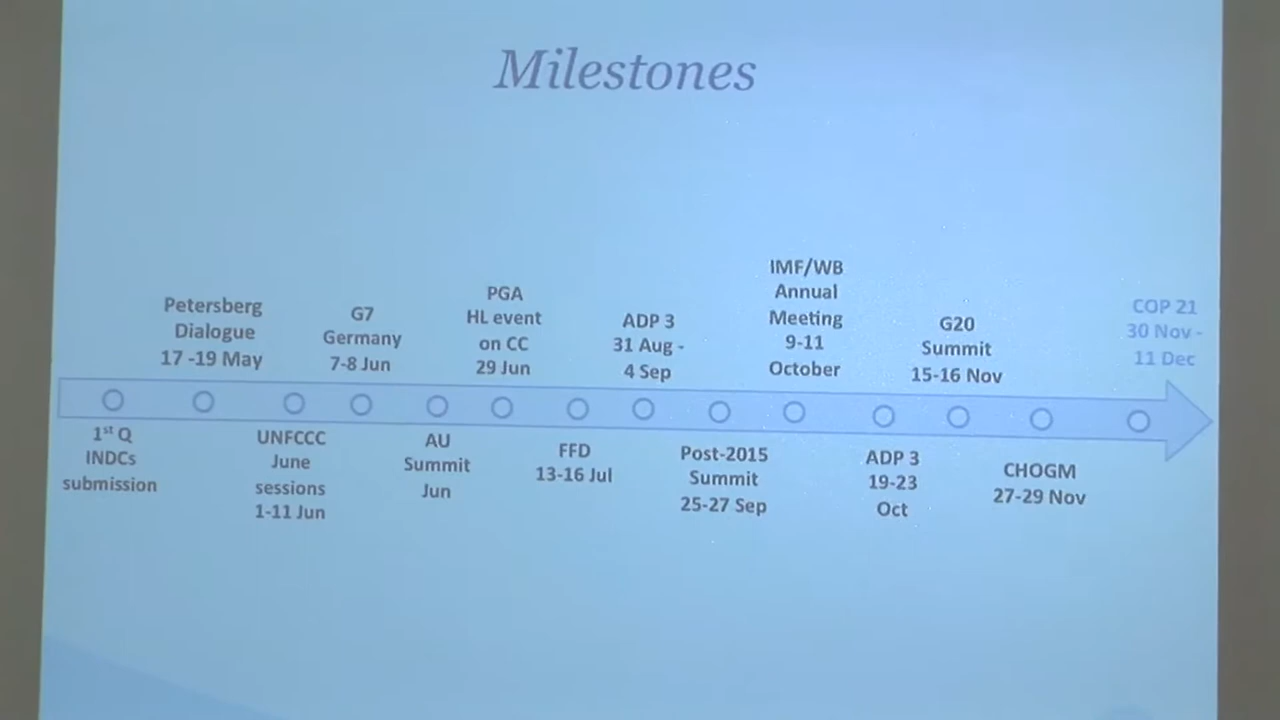 Milestones
1st Q
INDCs
submission
Petersberg
Dialogue
17 -19 May
UNFCCC
June
sessions
1-11 Jun
G7
Germany
7-8 Jun
AU
Summit
Jun
PGA
HL event
on CC
29 Jun
FFD
13-16 Jul
ADP 3
31 Aug -
4 Sep
Post-2015
Summit
25-27 Sep
IMF/WB
Annual
Meeting
9-11
October
ADP 3
19-23
Oct
G20
Summit
15-16 Nov
CHOGM
27-29 Nov
COP 21
30 Nov -
11 Dec